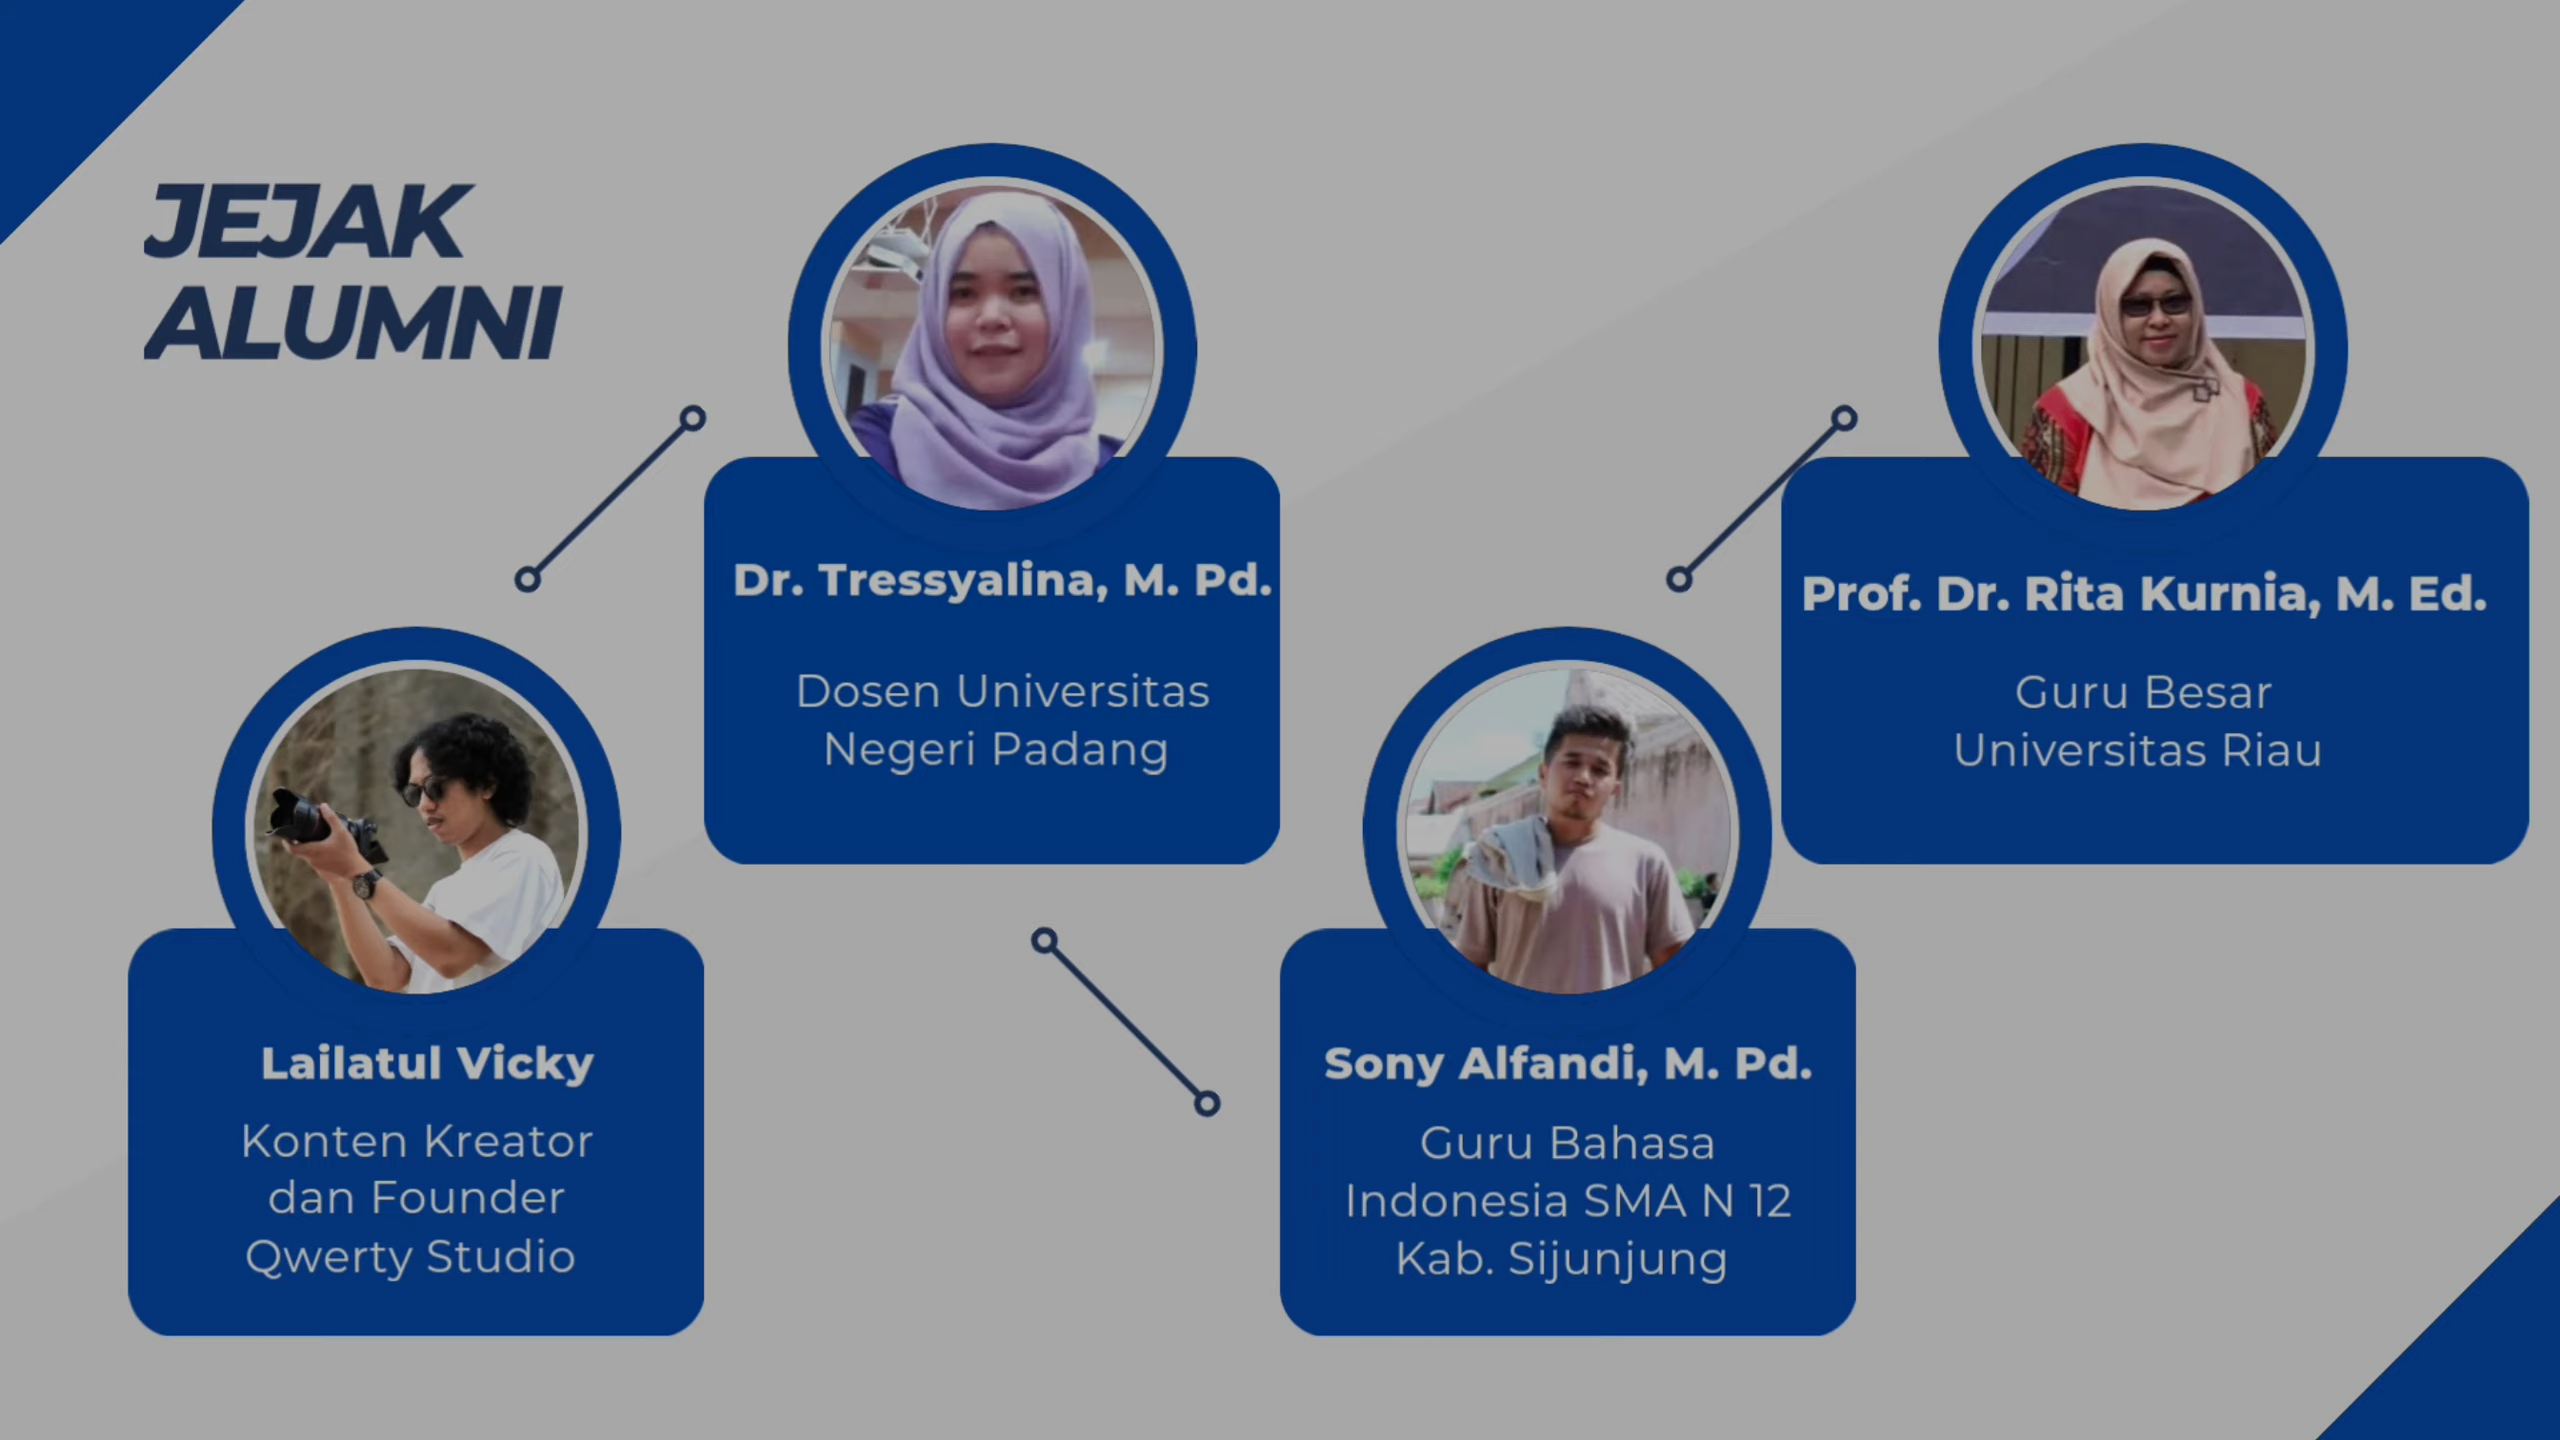 JEJAK
ALUMNI
Lailatul Vicky
Konten Kreator
dan Founder
Qwerty Studio
Dr. Tressyalina, M. Pd.
Dosen Universitas
Negeri Padang
Sony Alfandi, M. Pd.
Guru Bahasa
Indonesia SMA N 12
Kab. Sijunjung
Prof. Dr. Rita Kurnia, M. Ed.
Guru Besar
Universitas Riau